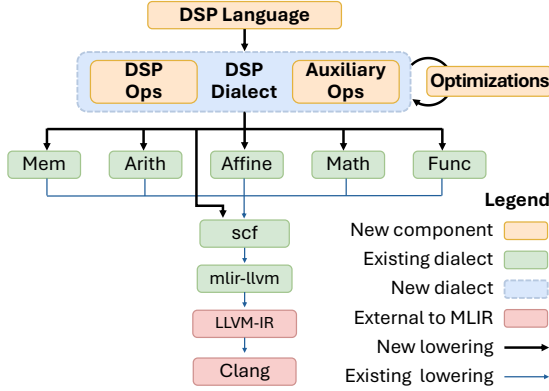 DSP Language
DSP
Ops
DSP
Dialect
Auxiliary
Ops
Optimizations
Mem
Arith
Affine
Math
Func
scf
mlir-llvm
LLVM-IR
Clang
Legend
New component
Existing dialect
New dialect
External to MLIR
New lowering
Existing lowering